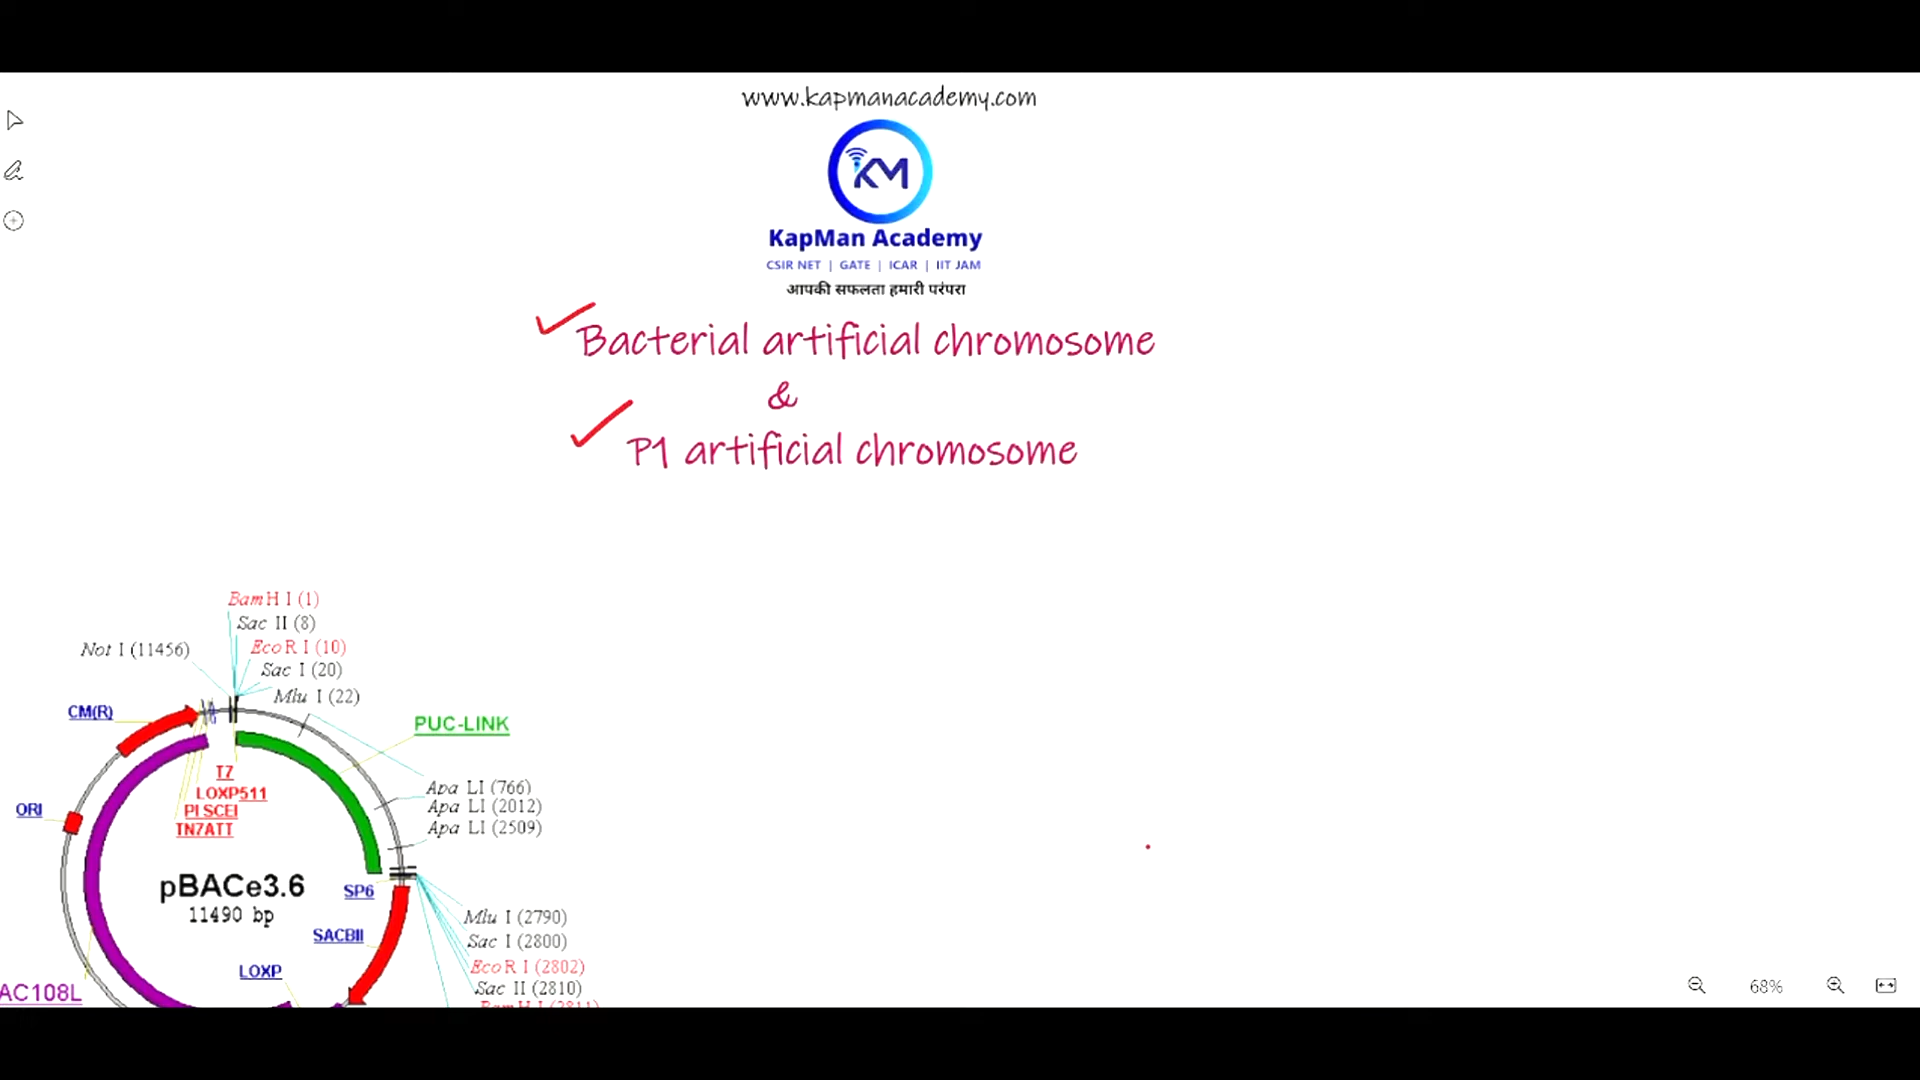 www.kapmanacademy.com
KM
KapMan Academy
CSIR NET | GATE | ICAR | IIT JAM
आपकी सफलता हमारी परंपरा
Bacterial artificial chromosome
&
P1 artificial chromosome
BamH I (1)
Sac II (8)
Not I (11456)
EcoR I (10)
Sac I (20)
Mlu I (22)
CM(R)
PUC-LINK
T7
LOXP511
PI SCEI
TN7ATT
ORI
Apa LI (766)
Apa LI (2012)
Apa LI (2509)
pBACe3.6
11490 bp
SP6
SACBII
LOXP
Mlu I (2790)
Sac I (2800)
EcoR I (2802)
Sac II (2810)
BamH I (2811)
AC108L
68%